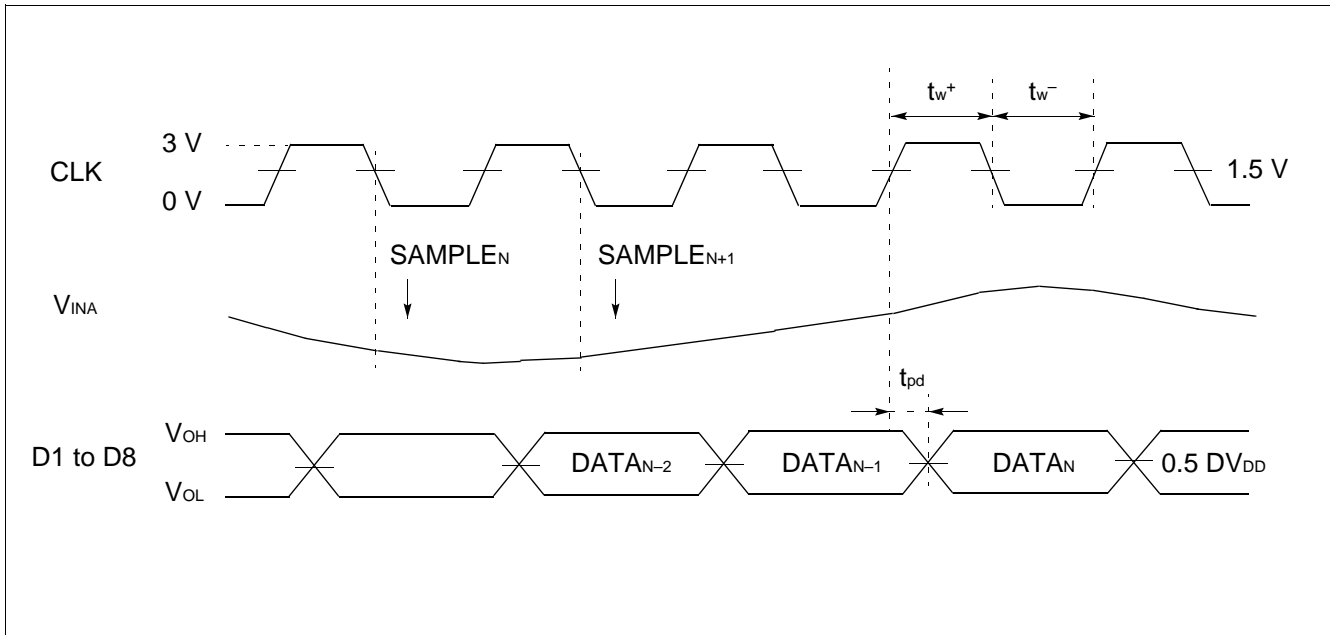 tw+ tw–
3 V
CLK
1.5 V
0 V
SAMPLEN SAMPLEN+1
VINA
tpd
VOH
D1 to D8
DATAN–2 DATAN–1 DATAN 0.5 DVDD
VOL